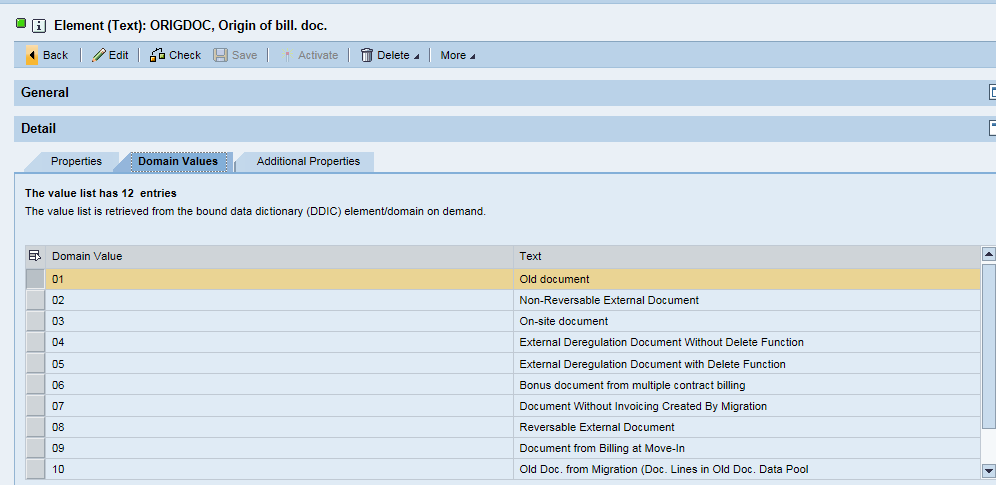 Element (Text): ORIGDOC, Origin of bill. doc.
Back Edit Check Save Activate Delete More
General
Detail
Properties Domain Values Additional Properties
The value list has 12 entries
The value list is retrieved from the bound data dictionary (DDIC) element/domain on demand.
Domain Value Text
01 Old document
02 Non-Reversable External Document
03 On-site document
04 External Deregulation Document Without Delete Function
05 External Deregulation Document with Delete Function
06 Bonus document from multiple contract billing
07 Document Without Invoicing Created By Migration
08 Reversable External Document
09 Document from Billing at Move-In
10 Old Doc. from Migration (Doc. Lines in Old Doc. Data Pool